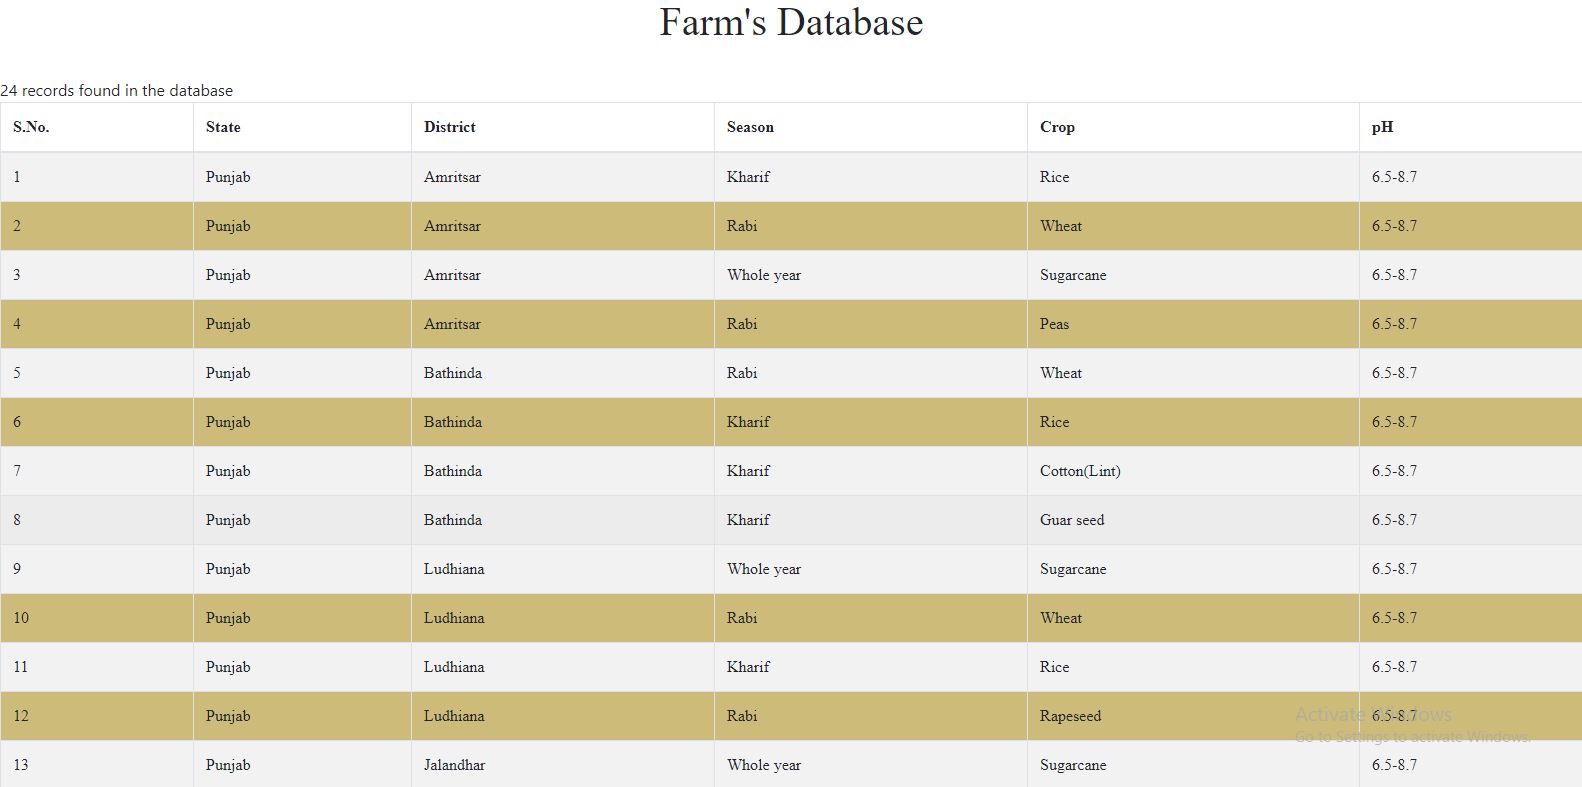 Farm's Database
24 records found in the database
S.No. State District Season Crop pH
1 Punjab Amritsar Kharif Rice 6.5-8.7
2 Punjab Amritsar Rabi Wheat 6.5-8.7
3 Punjab Amritsar Whole year Sugarcane 6.5-8.7
4 Punjab Amritsar Rabi Peas 6.5-8.7
5 Punjab Bathinda Rabi Wheat 6.5-8.7
6 Punjab Bathinda Kharif Rice 6.5-8.7
7 Punjab Bathinda Kharif Cotton(Lint) 6.5-8.7
8 Punjab Bathinda Kharif Guar seed 6.5-8.7
9 Punjab Ludhiana Whole year Sugarcane 6.5-8.7
10 Punjab Ludhiana Rabi Wheat 6.5-8.7
11 Punjab Ludhiana Kharif Rice 6.5-8.7
12 Punjab Ludhiana Rabi Rapeseed 6.5-8.7
Activate Windows
Go to Settings to activate Windows.
13 Punjab Jalandhar Whole year Sugarcane 6.5-8.7